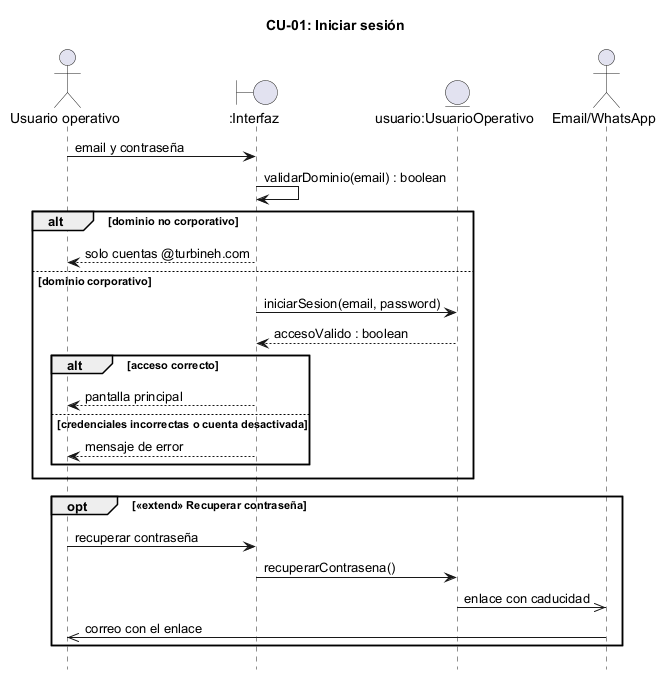 CU-01: Iniciar sesión
Usuario operativo
:Interfaz
usuario:UsuarioOperativo
Email/WhatsApp
email y contraseña
validarDominio(email) : boolean
alt
[dominio no corporativo]
solo cuentas @turbineh.com
[dominio corporativo]
iniciarSesion(email, password)
accesoValido : boolean
alt
[acceso correcto]
pantalla principal
[credenciales incorrectas o cuenta desactivada]
mensaje de error
opt
[«extend» Recuperar contraseña]
recuperar contraseña
recuperarContrasena()
enlace con caducidad
correo con el enlace